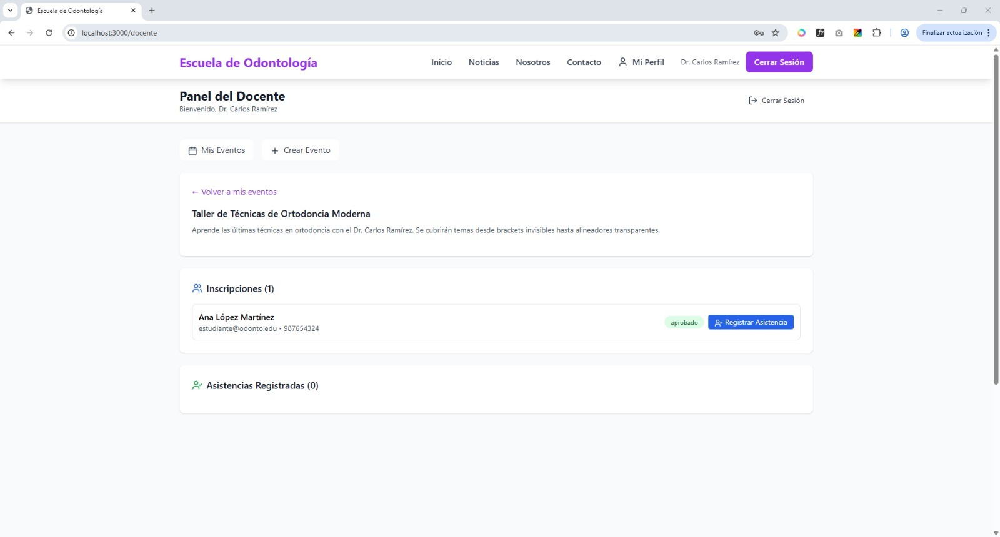 Escuela de Odontología
localhost:3000/docente
Finalizar actualización
Escuela de Odontología
Inicio
Noticias
Nosotros
Contacto
Mi Perfil
Dr. Carlos Ramírez
Cerrar Sesión
Panel del Docente
Bienvenido, Dr. Carlos Ramírez
Cerrar Sesión
Mis Eventos
+ Crear Evento
← Volver a mis eventos
Taller de Técnicas de Ortodoncia Moderna
Aprende las últimas técnicas en ortodoncia con el Dr. Carlos Ramírez. Se cubrirán temas desde brackets invisibles hasta alineadores transparentes.
Inscripciones (1)
Ana López Martínez
estudiante@odonto.edu • 987654324
aprobado
Registrar Asistencia
Asistencias Registradas (0)